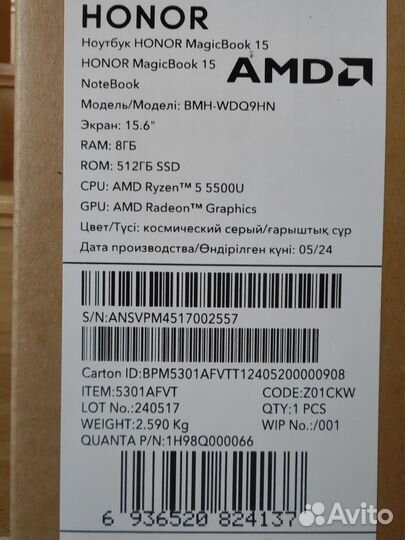 HONOR
Ноутбук HONOR MagicBook 15
HONOR MagicBook 15
AMD
NoteBook
Модель/Моделі: BMH-WDQ9HN
Экран: 15.6"
RAM: 8ГБ
ROM: 512ГБ SSD
CPU: AMD Ryzen™ 5 5500U
GPU: AMD Radeon™ Graphics
Цвет/Түсі: космический серый/ғарыштық сұр
Дата производства/Өндірілген күні: 05/24
S/N:ANSVPM4517002557
Carton ID:BPM5301AFVTT12405200000908
ITEM:5301AFVT CODE:Z01CKW
LOT No.:240517 QTY:1 PCS
WEIGHT:2.590 Kg WIP No.:/001
QUANTA P/N:1H98Q000066
6 936520 824137
Avito